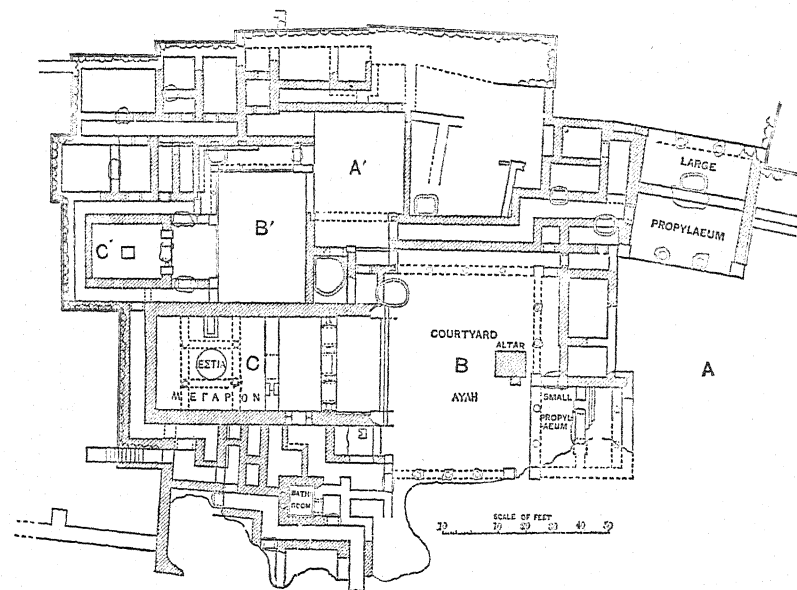 LARGE
A′
PROPYLAEUM
B′
C′
COURTYARD
ALTAR
ΕΣΤΙΑ
C
B
A
ΜΕΓΑΡΟΝ
ΑΥΛΗ
SMALL
PROPYL-
AEUM
BATH
ROOM
SCALE OF FEET